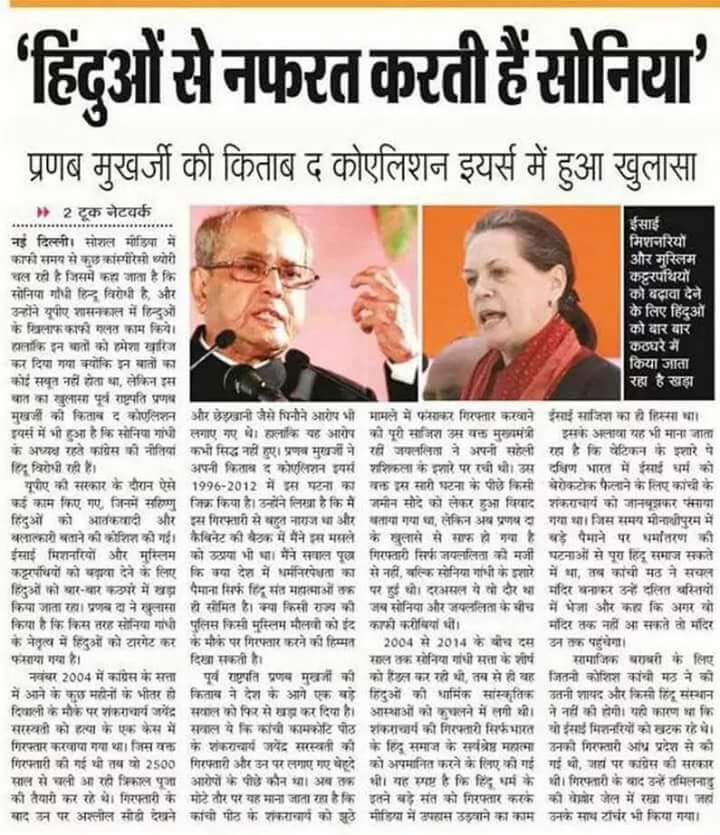 ‘हिंदुओं से नफरत करती हैं सोनिया’
प्रणब मुखर्जी की किताब द कोएलिशन इयर्स में हुआ खुलासा
2 टूक नेटवर्क
नई दिल्ली। सोशल मीडिया में
काफी समय से कुछ कांस्पीरेसी थ्योरी
चल रही है जिसमें कहा जाता है कि
सोनिया गाँधी हिन्दू विरोधी है, और
उन्होंने यूपीए शासनकाल में हिन्दुओं
के खिलाफ काफी गलत काम किये।
हालांकि इन बातों को हमेशा खारिज
कर दिया गया क्योंकि इन बातों का
कोई सबूत नहीं होता था, लेकिन इस
बात का खुलासा पूर्व राष्ट्रपति प्रणब
मुखर्जी की किताब द कोएलिशन
इयर्स में भी हुआ है कि सोनिया गांधी
के अध्यक्ष रहते कांग्रेस की नीतियां
हिंदू विरोधी रही हैं।
यूपीए की सरकार के दौरान ऐसे
कई काम किए गए, जिनमें सहिष्णु
हिंदुओं को आतंकवादी और
बलात्कारी बताने की कोशिश की गई।
ईसाई मिशनरियों और मुस्लिम
कट्टरपंथियों को बढ़ावा देने के लिए
हिंदुओं को बार-बार कठघरे में खड़ा
किया जाता रहा। प्रणब दा ने खुलासा
किया है कि किस तरह सोनिया गांधी
के नेतृत्व में हिंदुओं को टारगेट कर
फंसाया गया है।
नवंबर 2004 में कांग्रेस के सत्ता
में आने के कुछ महीनों के भीतर ही
दिवाली के मौके पर शंकराचार्य जयेंद्र
सरस्वती को हत्या के एक केस में
गिरफ्तार करवाया गया था। जिस वक्त
गिरफ्तारी की गई थी तब वो 2500
साल से चली आ रही त्रिकाल पूजा
की तैयारी कर रहे थे। गिरफ्तारी के
बाद उन पर अश्लील सीडी देखने
और छेड़खानी जैसे घिनौने आरोप भी
लगाए गए थे। हालांकि यह आरोप
कभी सिद्ध नहीं हुए। प्रणब मुखर्जी ने
अपनी किताब द कोएलिशन इयर्स
1996-2012 में इस घटना का
जिक्र किया है। उन्होंने लिखा है कि मैं
इस गिरफ्तारी से बहुत नाराज था और
कैबिनेट की बैठक में मैंने इस मसले
को उठाया भी था। मैंने सवाल पूछा
कि क्या देश में धर्मनिरपेक्षता का
पैमाना सिर्फ हिंदू संत महात्माओं तक
ही सीमित है। क्या किसी राज्य की
पुलिस किसी मुस्लिम मौलवी को ईद
के मौके पर गिरफ्तार करने की हिम्मत
दिखा सकती है।
पूर्व राष्ट्रपति प्रणब मुखर्जी की
किताब ने देश के आगे एक बड़े
सवाल को फिर से खड़ा कर दिया है।
सवाल ये कि कांची कामकोटि पीठ
के शंकराचार्य जयेंद्र सरस्वती की
गिरफ्तारी और उन पर लगाए गए बेहूदे
आरोपों के पीछे कौन था। अब तक
मोटे तौर पर यह माना जाता रहा है कि
कांची पीठ के शंकराचार्य को झूठे
मामले में फंसाकर गिरफ्तार करवाने
की पूरी साजिश उस वक्त मुख्यमंत्री
रहीं जयललिता ने अपनी सहेली
शशिकला के इशारे पर रची थी। उस
वक्त इस सारी घटना के पीछे किसी
जमीन सौदे को लेकर हुआ विवाद
बताया गया था, लेकिन अब प्रणब दा
के खुलासे से साफ हो गया है
गिरफ्तारी सिर्फ जयललिता की मर्जी
से नहीं, बल्कि सोनिया गांधी के इशारे
पर हुई थी। दरअसल ये वो दौर था
जब सोनिया और जयललिता के बीच
काफी करीबियां थीं।
2004 से 2014 के बीच दस
साल तक सोनिया गांधी सत्ता के शीर्ष
को हैंडल कर रही थी, तब से ही वह
हिंदुओं की धार्मिक सांस्कृतिक
आस्थाओं को कुचलने में लगी थी।
शंकराचार्य की गिरफ्तारी सिर्फ भारत
के हिंदू समाज के सर्वश्रेष्ठ महात्मा
को अपमानित करने के लिए की गई
थी। यह स्पष्ट है कि हिंदू धर्म के
इतने बड़े संत को गिरफ्तार करके
मीडिया में उपहास उड़वाने का काम
ईसाई मिशनरियों
और मुस्लिम
कट्टरपंथियों
को बढ़ावा देने
के लिए हिंदुओं
को बार बार
कठघरे में
किया जाता
रहा है खड़ा
ईसाई साजिश का ही हिस्सा था।
इसके अलावा यह भी माना जाता
रहा है कि वेटिकन के इशारे पे
दक्षिण भारत में ईसाई धर्म को
बेरोकटोक फैलाने के लिए कांची के
शंकराचार्य को जानबूझकर फंसाया
गया था। जिस समय मीनाक्षीपुरम में
बड़े पैमाने पर धर्मांतरण की
घटनाओं से पूरा हिंदू समाज सकते
में था, तब कांची मठ ने सचल
मंदिर बनाकर उन्हें दलित बस्तियों
में भेजा और कहा कि अगर वो
मंदिर तक नहीं आ सकते तो मंदिर
उन तक पहुंचेगा।
सामाजिक बराबरी के लिए
जितनी कोशिश कांची मठ ने की
उतनी शायद और किसी हिंदू संस्थान
ने नहीं की होगी। यही कारण था कि
वो ईसाई मिशनरियों को खटक रहे थे।
उनकी गिरफ्तारी आंध्र प्रदेश से की
गई थी, जहां पर कांग्रेस की सरकार
थी। गिरफ्तारी के बाद उन्हें तमिलनाडु
की वेल्लोर जेल में रखा गया। जहां
उनके साथ टॉर्चर भी किया गया।